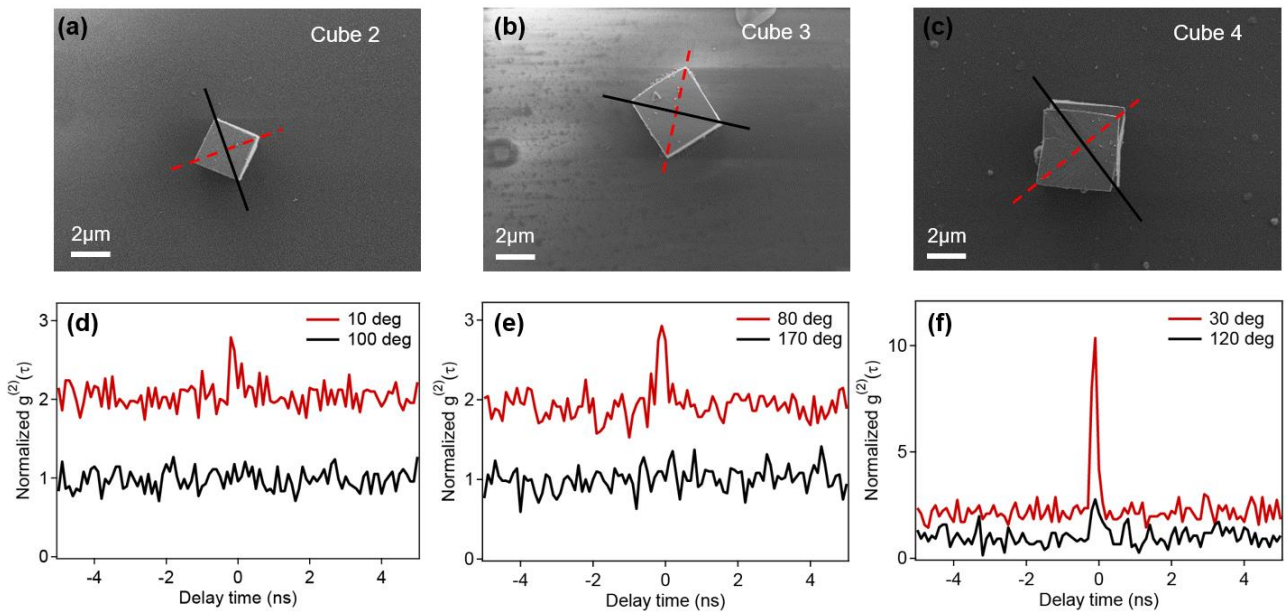 (a)
Cube 2
2μm
(b)
Cube 3
2μm
(c)
Cube 4
2μm
(d)
10 deg
100 deg
Normalized g⁽²⁾(τ)
3
2
1
0
-4 -2 0 2 4
Delay time (ns)
(e)
80 deg
170 deg
Normalized g⁽²⁾(τ)
3
2
1
0
-4 -2 0 2 4
Delay time (ns)
(f)
30 deg
120 deg
Normalized g⁽²⁾(τ)
10
5
0
-4 -2 0 2 4
Delay time (ns)